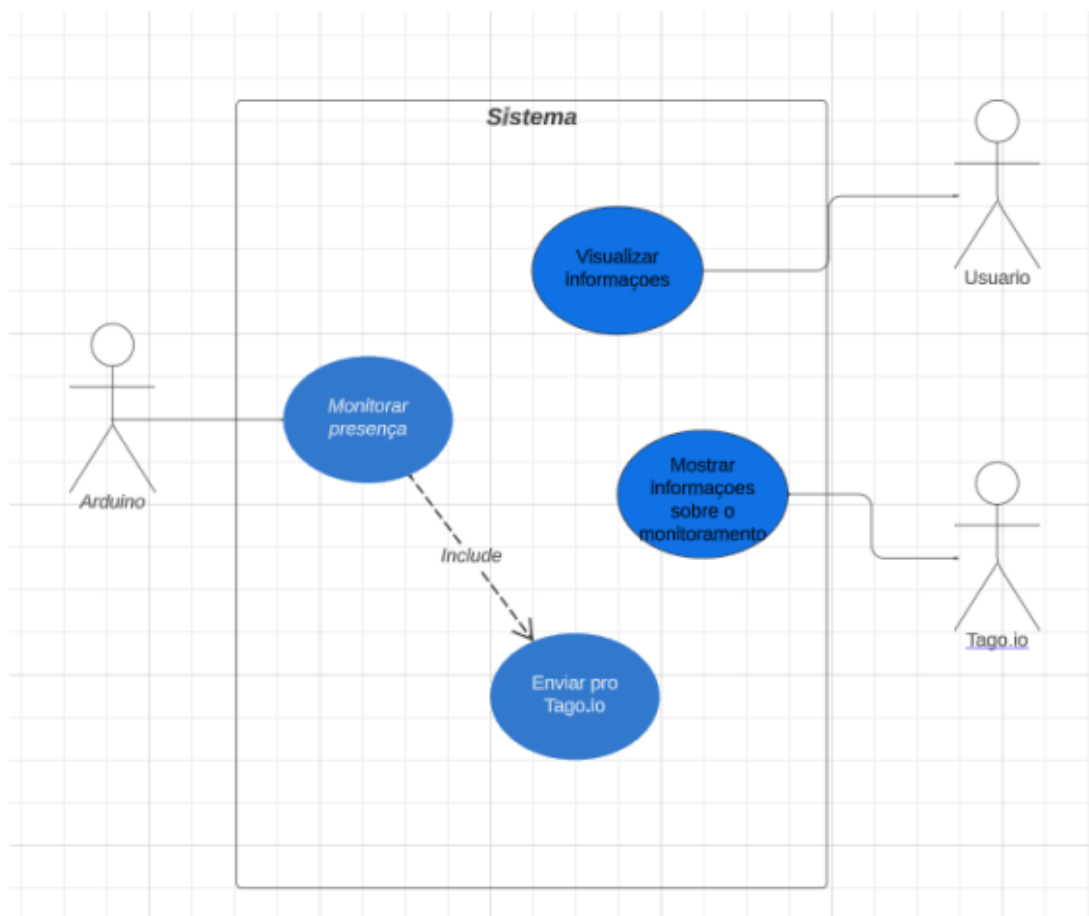 Sistema
Visualizar
informaçoes
Usuario
Monitorar
presença
Arduino
Mostrar
informaçoes
sobre o
monitoramento
Include
Tago.io
Enviar pro
Tago.io